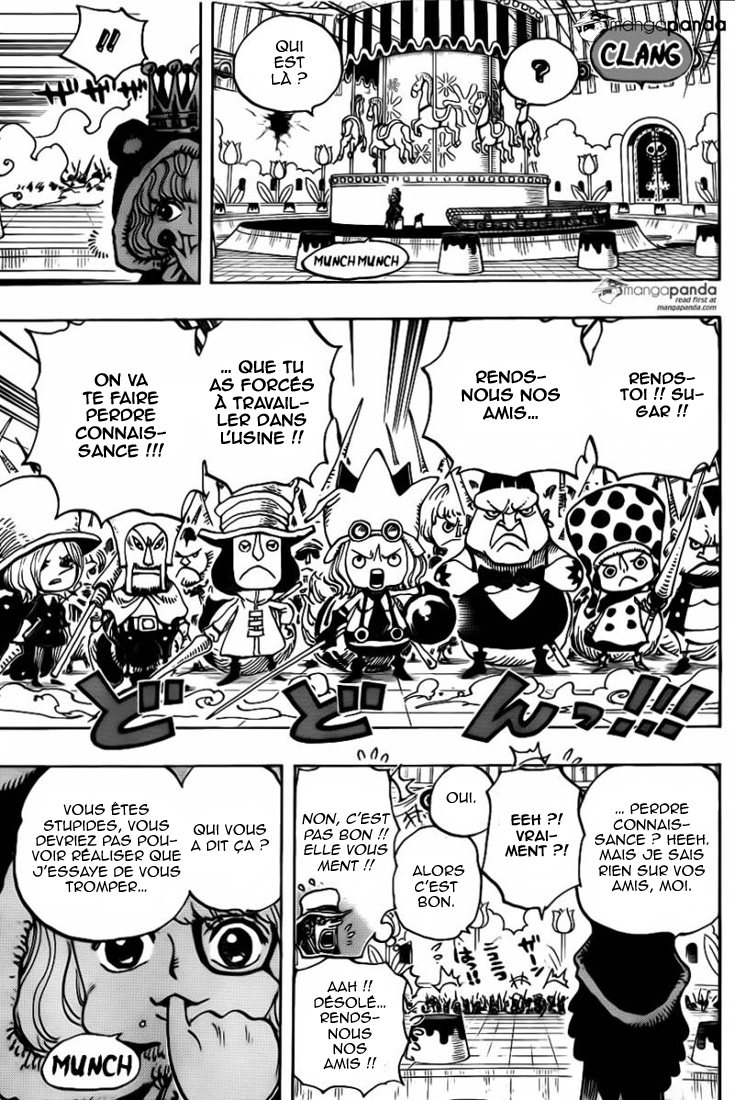 mangapanda
CLANG
?
QUI
EST
LÀ ?
MUNCH MUNCH
!!
mangapanda
read first at
mangapanda.com
RENDS-
TOI !! SU-
GAR !!
RENDS-
NOUS NOS
AMIS...
... QUE TU
AS FORCÉS
À TRAVAIL-
LER DANS
L'USINE !!
ON VA
TE FAIRE
PERDRE
CONNAIS-
SANCE !!!
どどんっ!!!
... PERDRE
CONNAIS-
SANCE ? HEEH.
MAIS JE SAIS
RIEN SUR VOS
AMIS, MOI.
EEH ?!
VRAI-
MENT ?!
OUI.
ALORS
C'EST
BON.
NON, C'EST
PAS BON !!
ELLE VOUS
MENT !!
AAH !!
DÉSOLÉ...
RENDS-
NOUS
NOS
AMIS !!
QUI VOUS
A DIT ÇA ?
VOUS ÊTES
STUPIDES, VOUS
DEVRIEZ PAS POU-
VOIR RÉALISER QUE
J'ESSAYE DE VOUS
TROMPER...
MUNCH